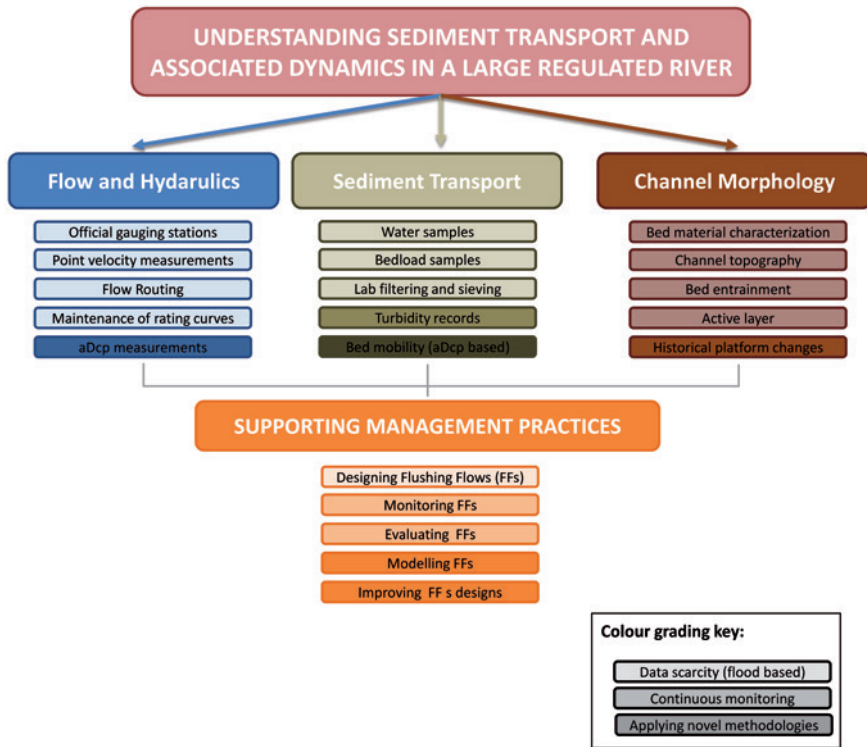 UNDERSTANDING SEDIMENT TRANSPORT AND
ASSOCIATED DYNAMICS IN A LARGE REGULATED RIVER
Flow and Hydarulics
Official gauging stations
Point velocity measurements
Flow Routing
Maintenance of rating curves
aDcp measurements
Sediment Transport
Water samples
Bedload samples
Lab filtering and sieving
Turbidity records
Bed mobility (aDcp based)
Channel Morphology
Bed material characterization
Channel topography
Bed entrainment
Active layer
Historical platform changes
SUPPORTING MANAGEMENT PRACTICES
Designing Flushing Flows (FFs)
Monitoring FFs
Evaluating FFs
Modelling FFs
Improving FF s designs
Colour grading key:
Data scarcity (flood based)
Continuous monitoring
Applying novel methodologies